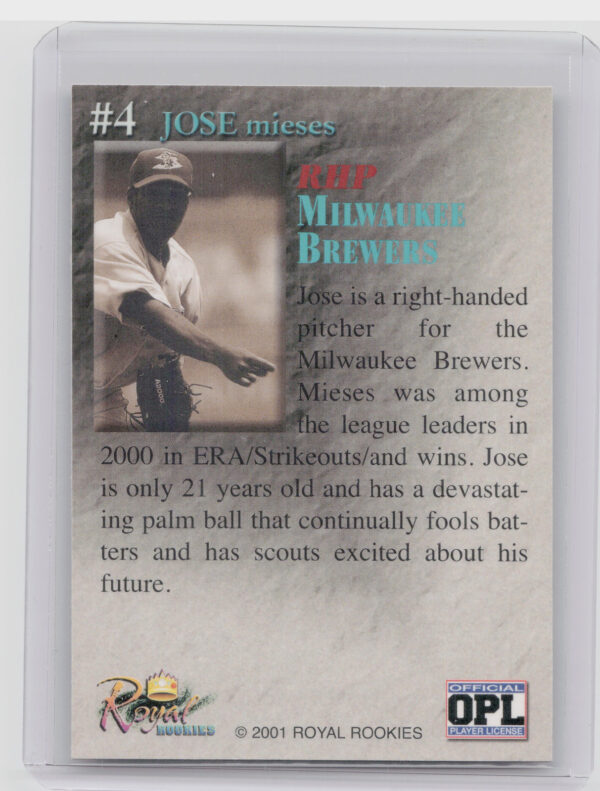 #4 JOSE mieses
RHP
MILWAUKEE
BREWERS
Jose is a right-handed
pitcher for the
Milwaukee Brewers.
Mieses was among
the league leaders in
2000 in ERA/Strikeouts/and wins. Jose
is only 21 years old and has a devastat-
ing palm ball that continually fools bat-
ters and has scouts excited about his
future.
Royal
ROOKIES
© 2001 ROYAL ROOKIES
OFFICIAL
OPL
PLAYER LICENSE